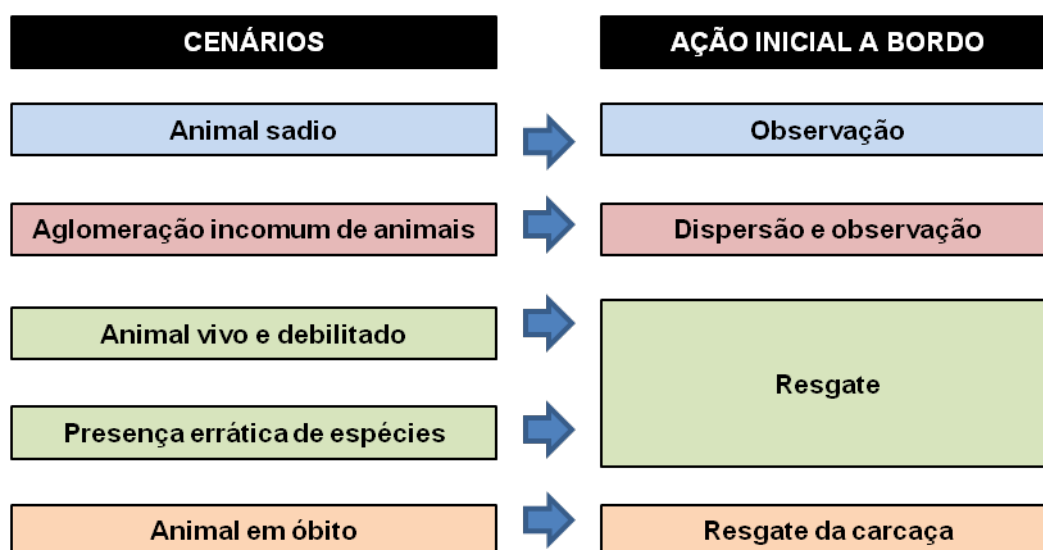 CENÁRIOS
AÇÃO INICIAL A BORDO
Animal sadio
Observação
Aglomeração incomum de animais
Dispersão e observação
Animal vivo e debilitado
Presença errática de espécies
Resgate
Animal em óbito
Resgate da carcaça